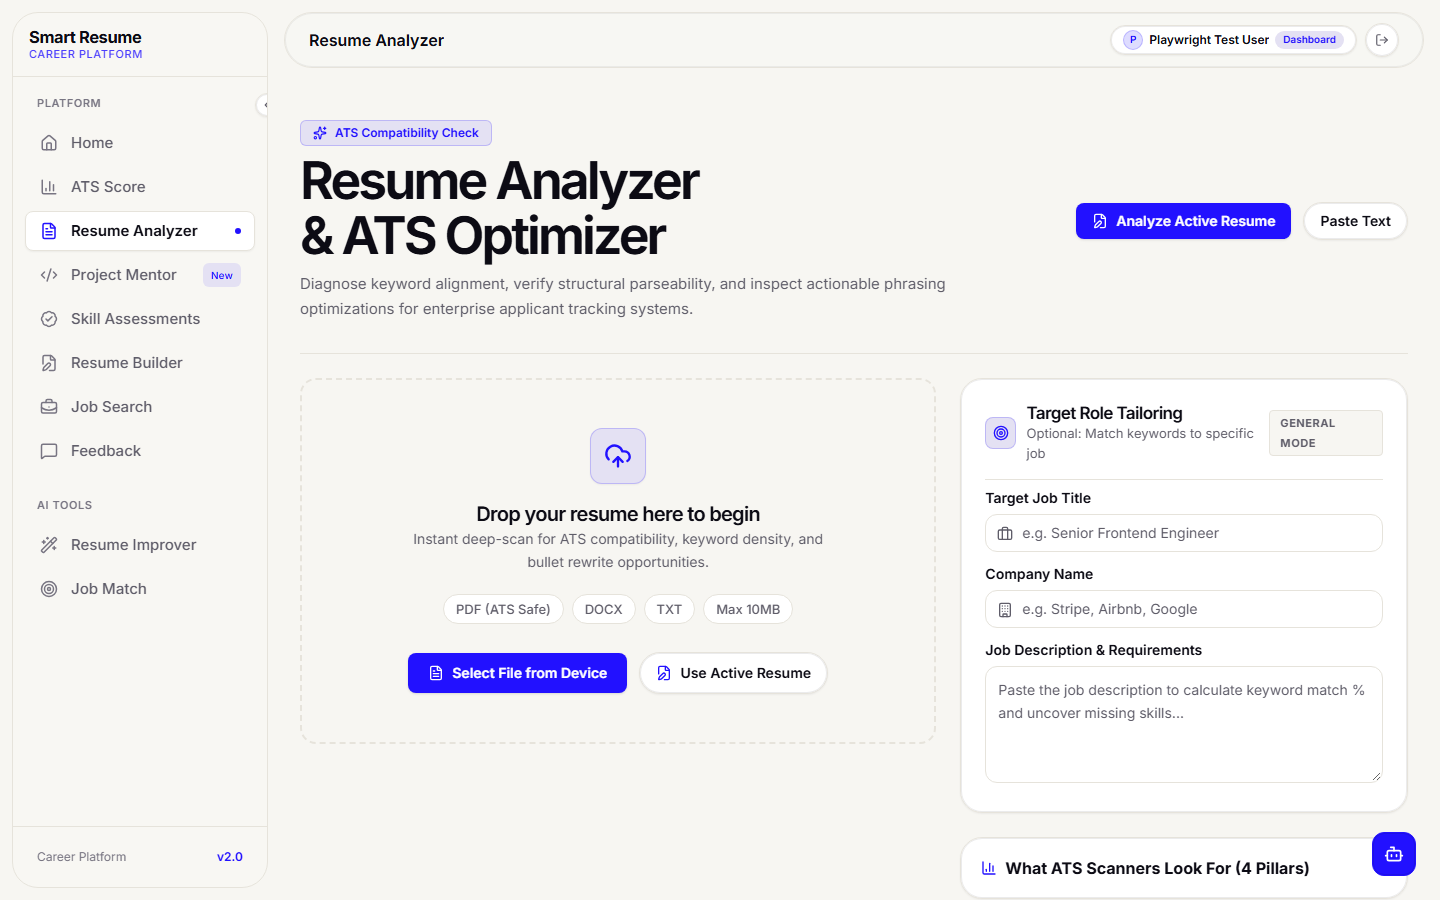 Smart Resume
CAREER PLATFORM
PLATFORM
Home
ATS Score
Resume Analyzer
Project Mentor New
Skill Assessments
Resume Builder
Job Search
Feedback
AI TOOLS
Resume Improver
Job Match
Career Platform v2.0
Resume Analyzer
P Playwright Test User Dashboard
ATS Compatibility Check
Resume Analyzer
& ATS Optimizer
Diagnose keyword alignment, verify structural parseability, and inspect actionable phrasing
optimizations for enterprise applicant tracking systems.
Analyze Active Resume Paste Text
Drop your resume here to begin
Instant deep-scan for ATS compatibility, keyword density, and
bullet rewrite opportunities.
PDF (ATS Safe) DOCX TXT Max 10MB
Select File from Device Use Active Resume
Target Role Tailoring
Optional: Match keywords to specific
job
GENERAL
MODE
Target Job Title
e.g. Senior Frontend Engineer
Company Name
e.g. Stripe, Airbnb, Google
Job Description & Requirements
Paste the job description to calculate keyword match %
and uncover missing skills...
What ATS Scanners Look For (4 Pillars)